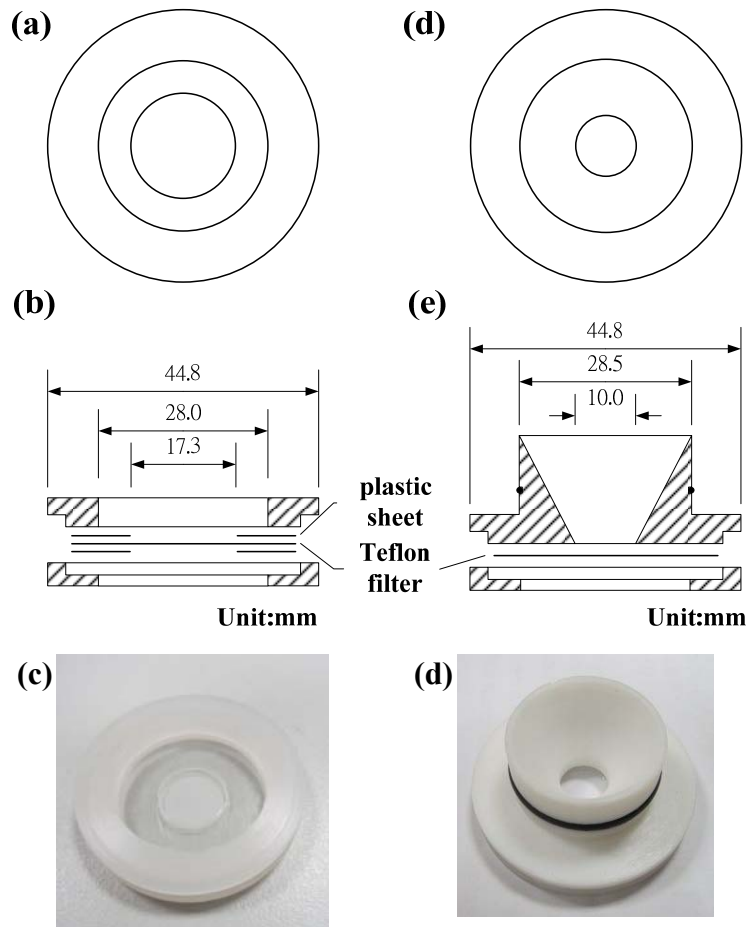 (a)
(d)
(b)
44.8
28.0
17.3
(e)
44.8
28.5
10.0
plastic
sheet
Teflon
filter
Unit:mm
Unit:mm
(c)
(d)